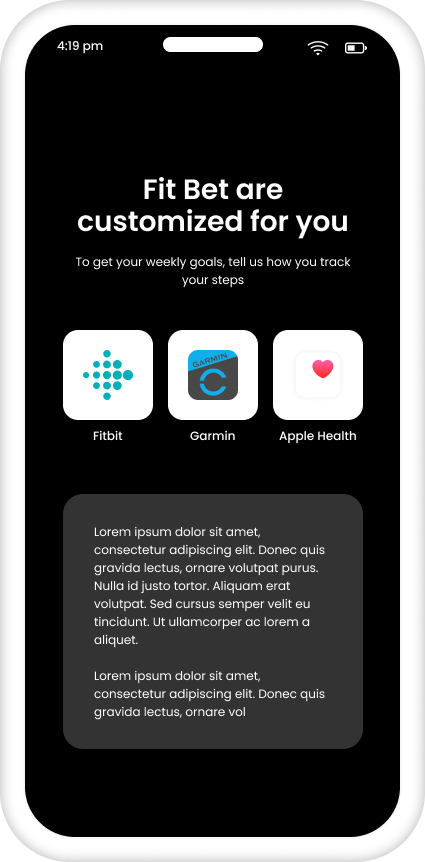 4:19 pm
Fit Bet are
customized for you
To get your weekly goals, tell us how you track
your steps
GARMIN
Fitbit
Garmin
Apple Health
Lorem ipsum dolor sit amet,
consectetur adipiscing elit. Donec quis
gravida lectus, ornare volutpat purus.
Nulla id justo tortor. Aliquam erat
volutpat. Sed cursus semper velit eu
tincidunt. Ut ullamcorper ac lorem a
aliquet.
Lorem ipsum dolor sit amet,
consectetur adipiscing elit. Donec quis
gravida lectus, ornare vol